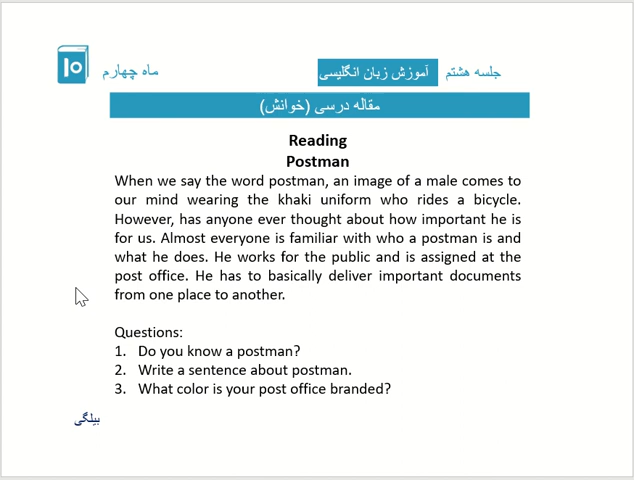 جلسه هشتم آموزش زبان انگلیسی ماه چهارم ۱۰
مقاله درسی (خوانش)
Reading
Postman
When we say the word postman, an image of a male comes to
our mind wearing the khaki uniform who rides a bicycle.
However, has anyone ever thought about how important he is
for us. Almost everyone is familiar with who a postman is and
what he does. He works for the public and is assigned at the
post office. He has to basically deliver important documents
from one place to another.
Questions:
1. Do you know a postman?
2. Write a sentence about postman.
3. What color is your post office branded?
بیلگی